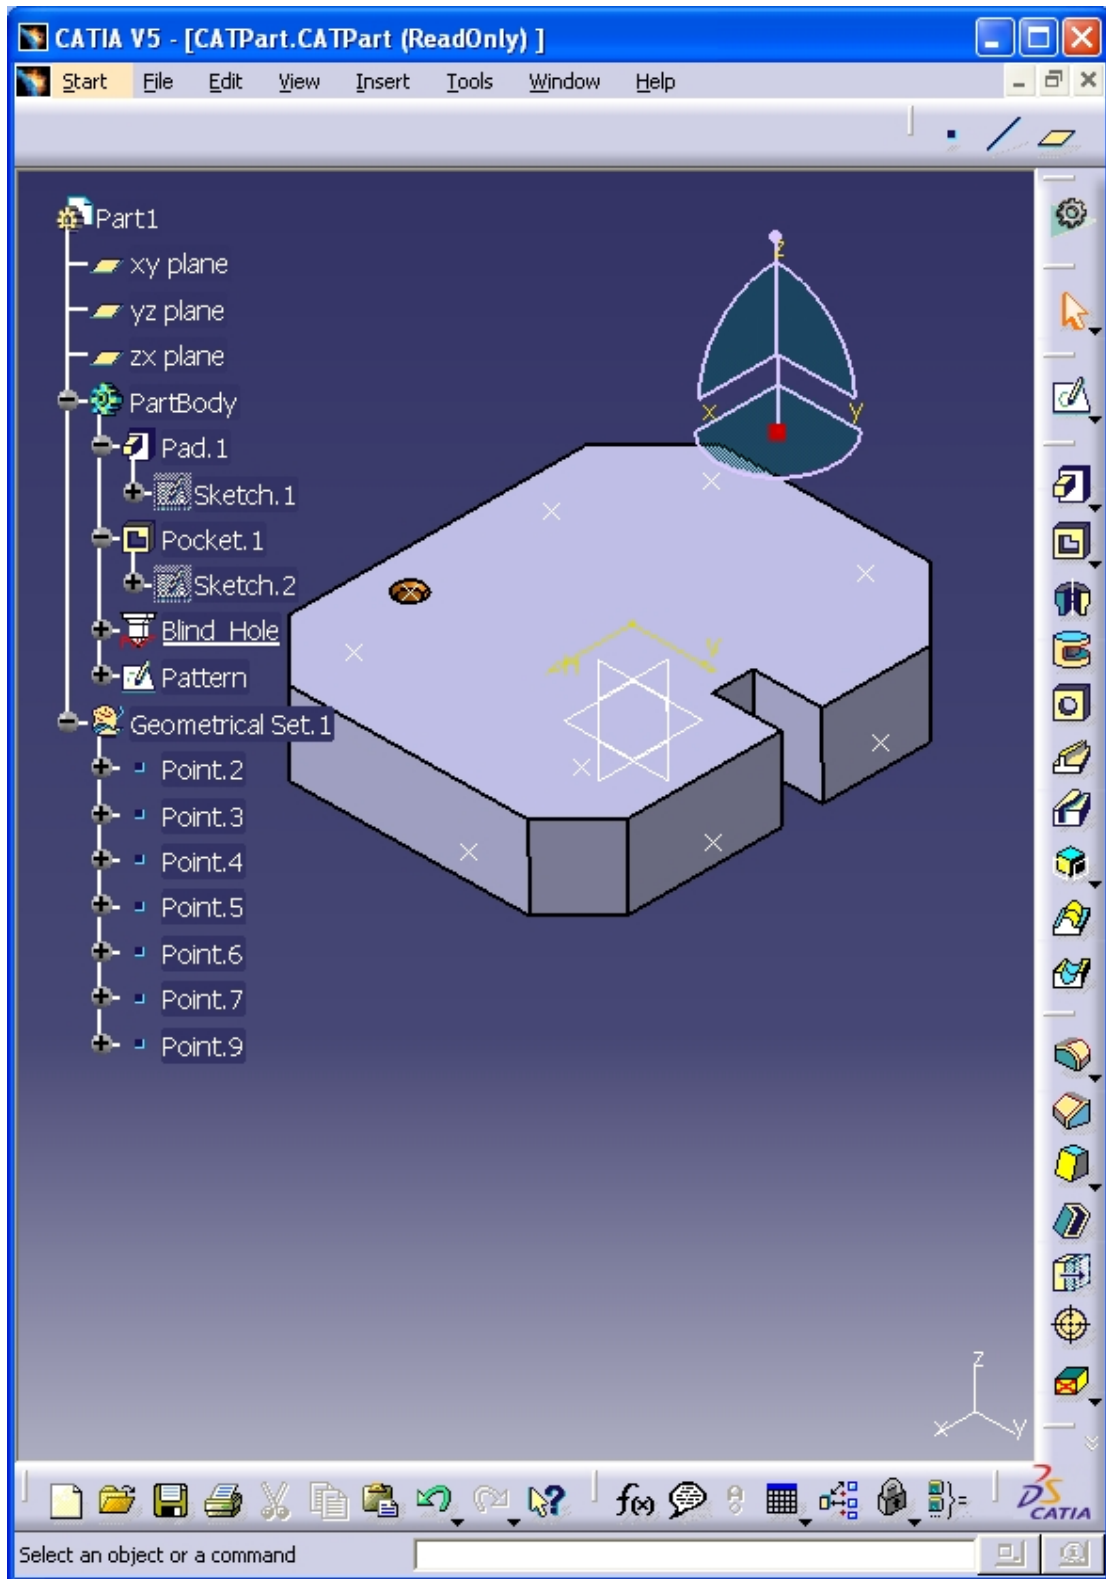 CATIA V5 - [CATPart.CATPart (ReadOnly) ]
Start File Edit View Insert Tools Window Help
Part1
xy plane
yz plane
zx plane
PartBody
Pad.1
Sketch.1
Pocket.1
Sketch.2
Blind_Hole
Pattern
Geometrical Set.1
Point.2
Point.3
Point.4
Point.5
Point.6
Point.7
Point.9
z
x y
H V
z
x y
f(x)
DS
CATIA
Select an object or a command